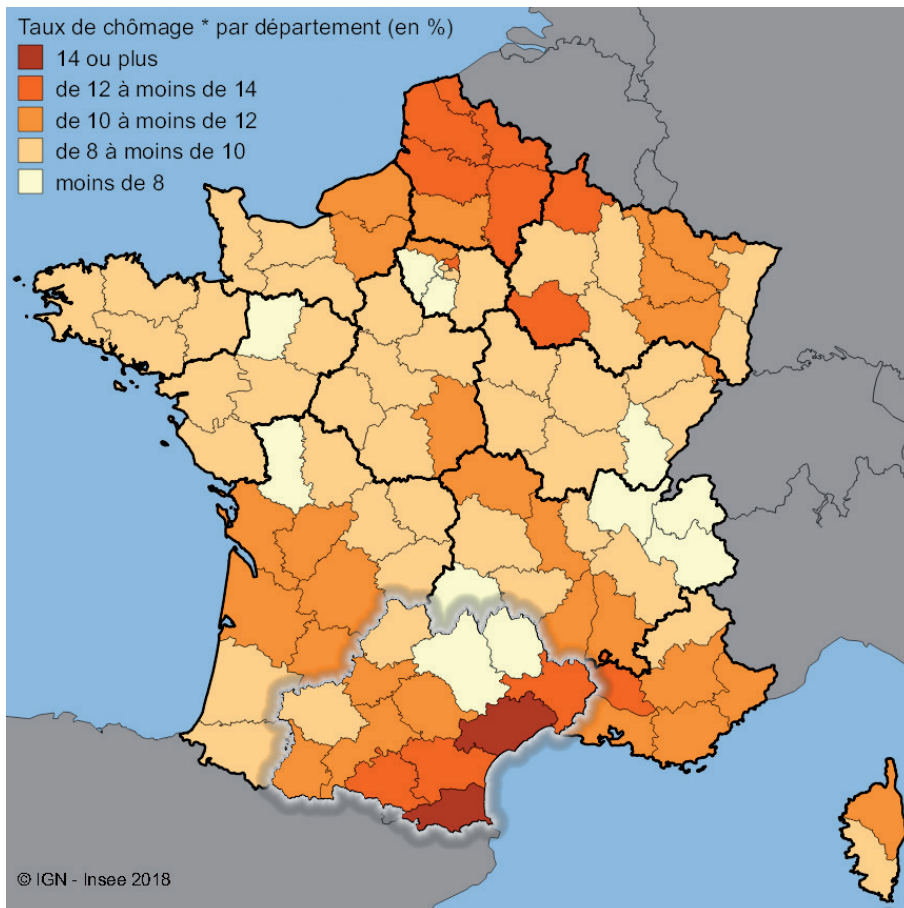 Taux de chômage * par département (en %)
14 ou plus
de 12 à moins de 14
de 10 à moins de 12
de 8 à moins de 10
moins de 8
© IGN - Insee 2018